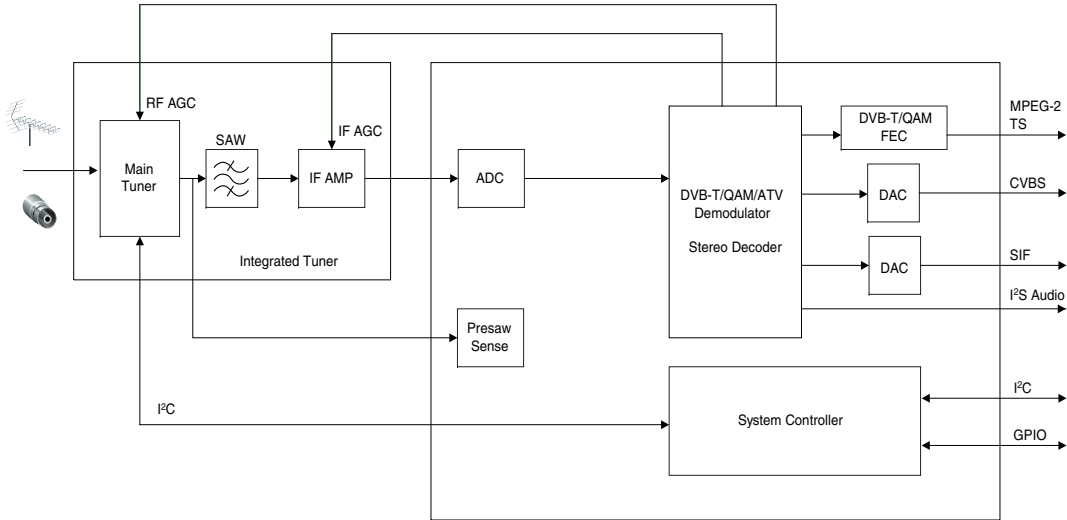 RF AGC
SAW
IF AGC
Main
Tuner
IF AMP
Integrated Tuner
ADC
Presaw
Sense
I²C
DVB-T/QAM/ATV
Demodulator
Stereo Decoder
DVB-T/QAM
FEC
DAC
DAC
System Controller
MPEG-2
TS
CVBS
SIF
I²S Audio
I²C
GPIO